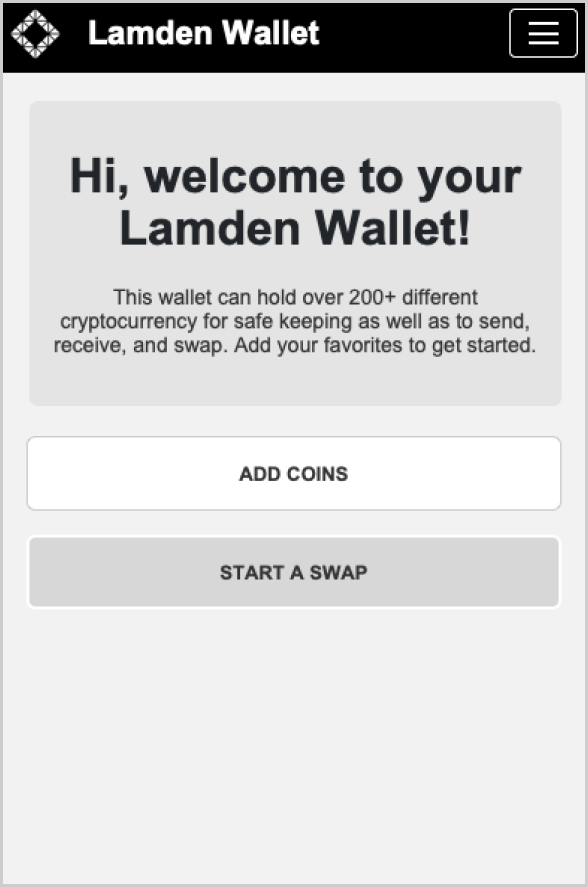 Lamden Wallet
Hi, welcome to your
Lamden Wallet!
This wallet can hold over 200+ different
cryptocurrency for safe keeping as well as to send,
receive, and swap. Add your favorites to get started.
ADD COINS
START A SWAP